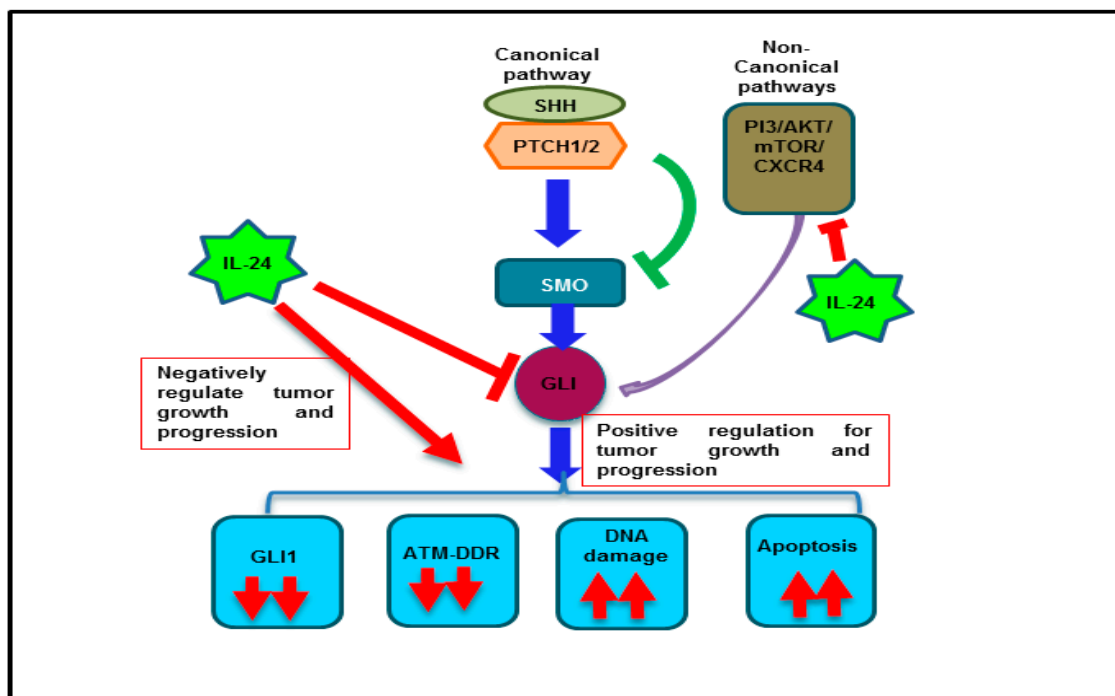 Canonical
pathway
SHH
PTCH1/2
Non-
Canonical
pathways
PI3/AKT/
mTOR/
CXCR4
IL-24
SMO
IL-24
GLI
Negatively
regulate tumor
growth and
progression
Positive regulation for
tumor growth and
progression
GLI1
ATM-DDR
DNA
damage
Apoptosis